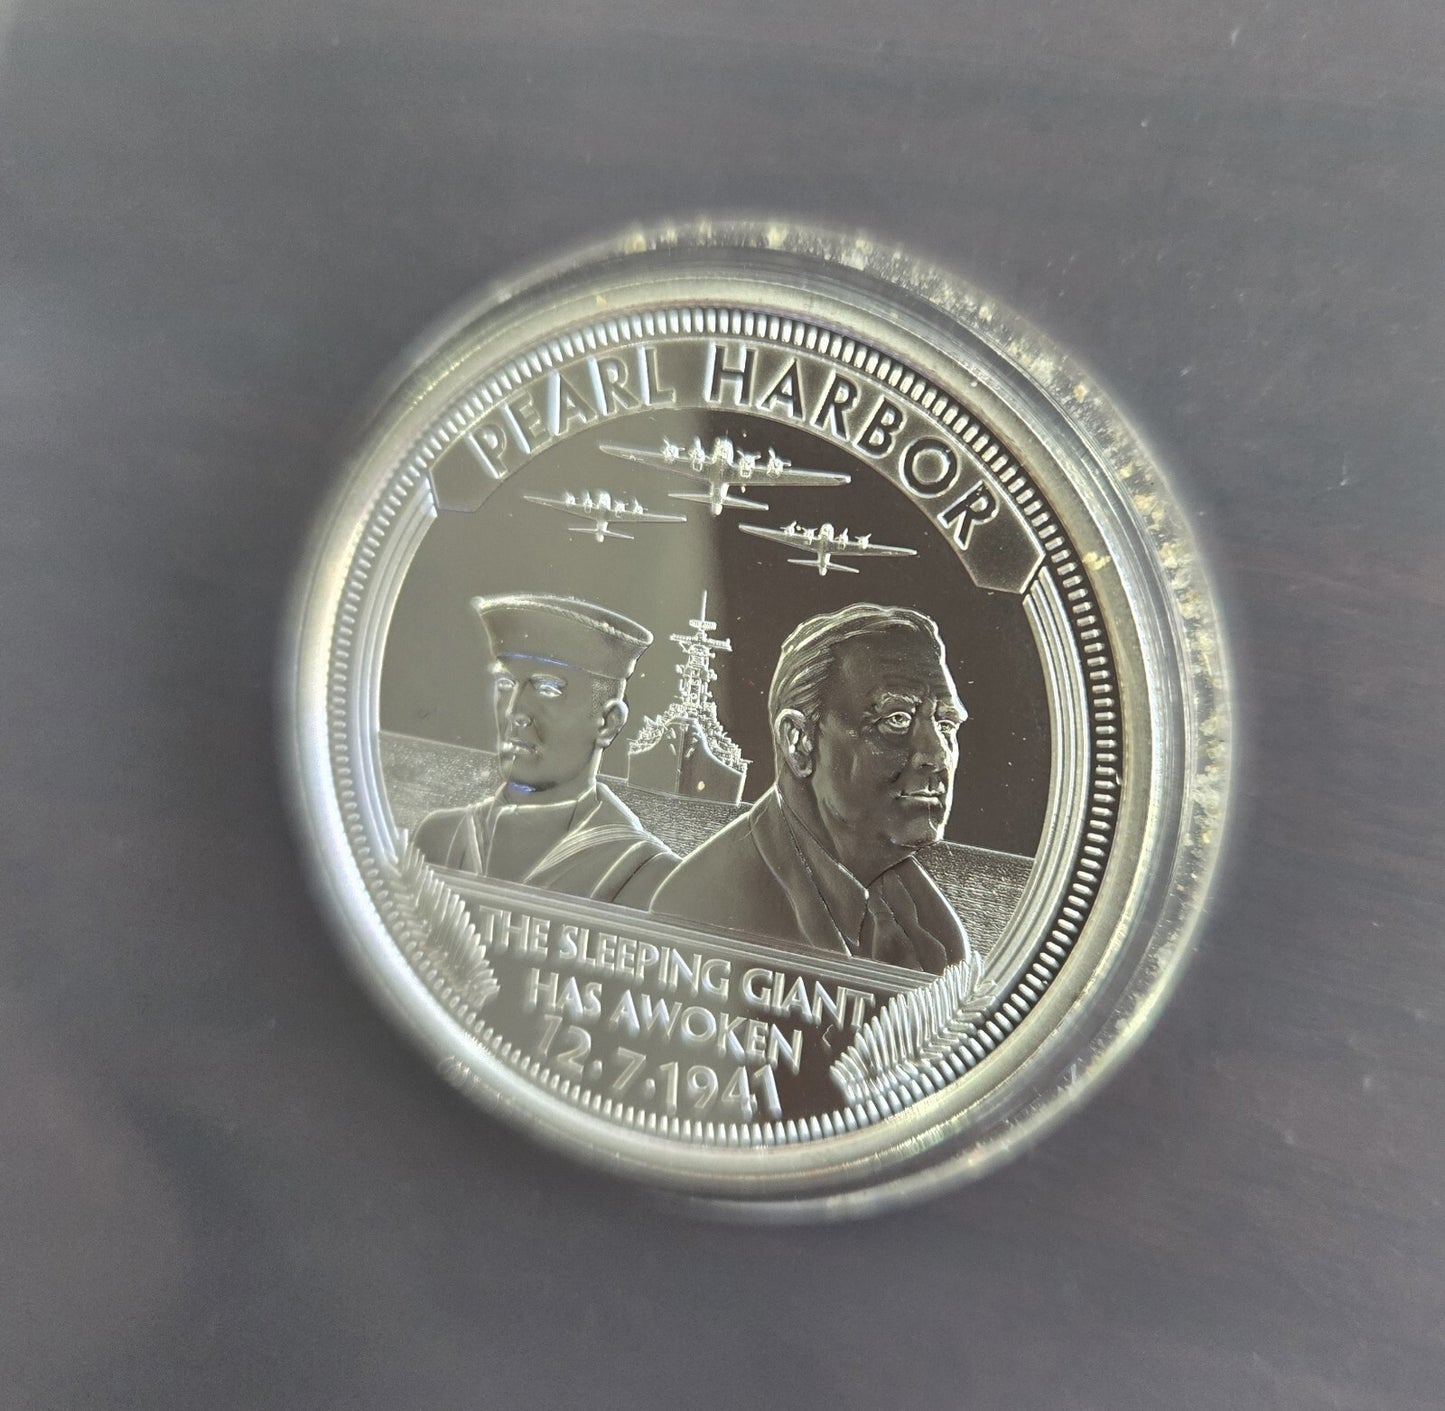 PEARL HARBOR
THE SLEEPING GIANT
HAS AWOKEN
12.7.1941